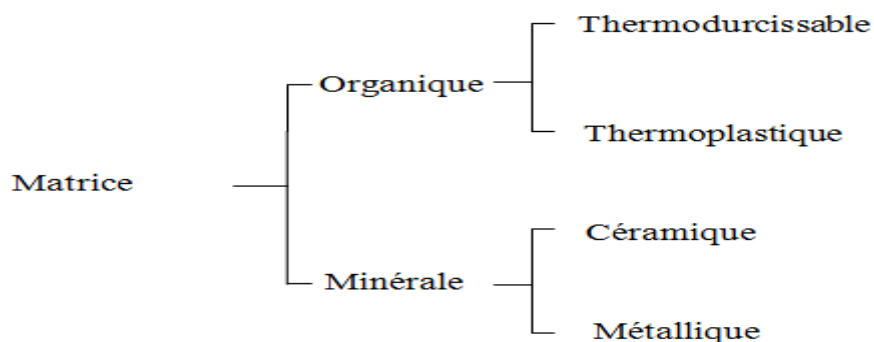 Thermodurcissable
Organique
Thermoplastique
Matrice
Céramique
Minérale
Métallique